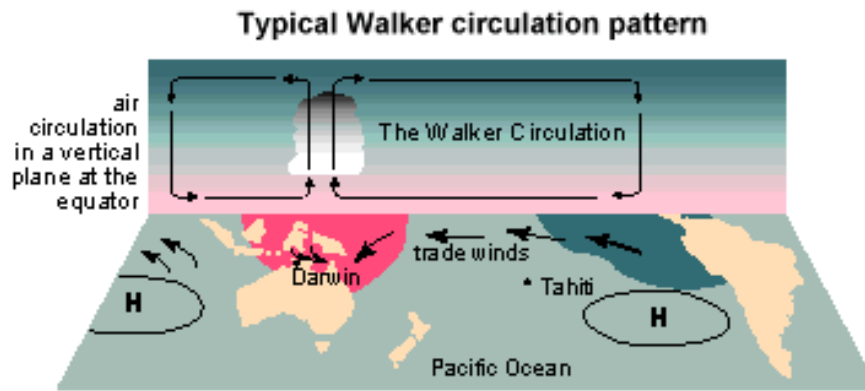 Typical Walker circulation pattern
air
circulation
in a vertical
plane at the
equator
The Walker Circulation
trade winds
Darwin
Tahiti
H
H
Pacific Ocean